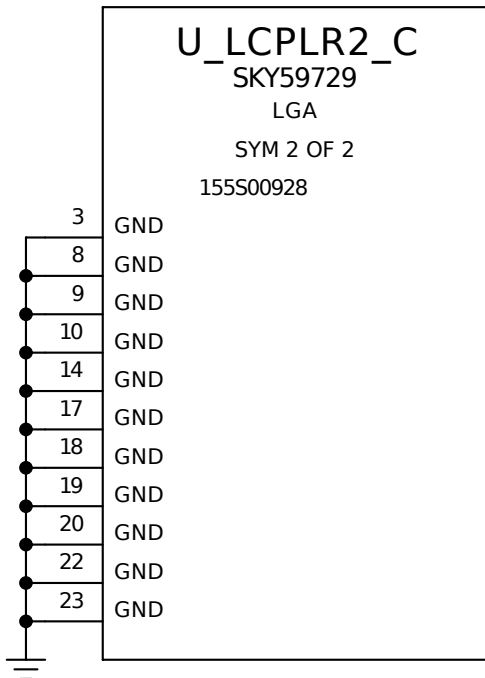 U_LCPLR2_C
SKY59729
LGA
SYM 2 OF 2
155S00928
3 GND
8 GND
9 GND
10 GND
14 GND
17 GND
18 GND
19 GND
20 GND
22 GND
23 GND